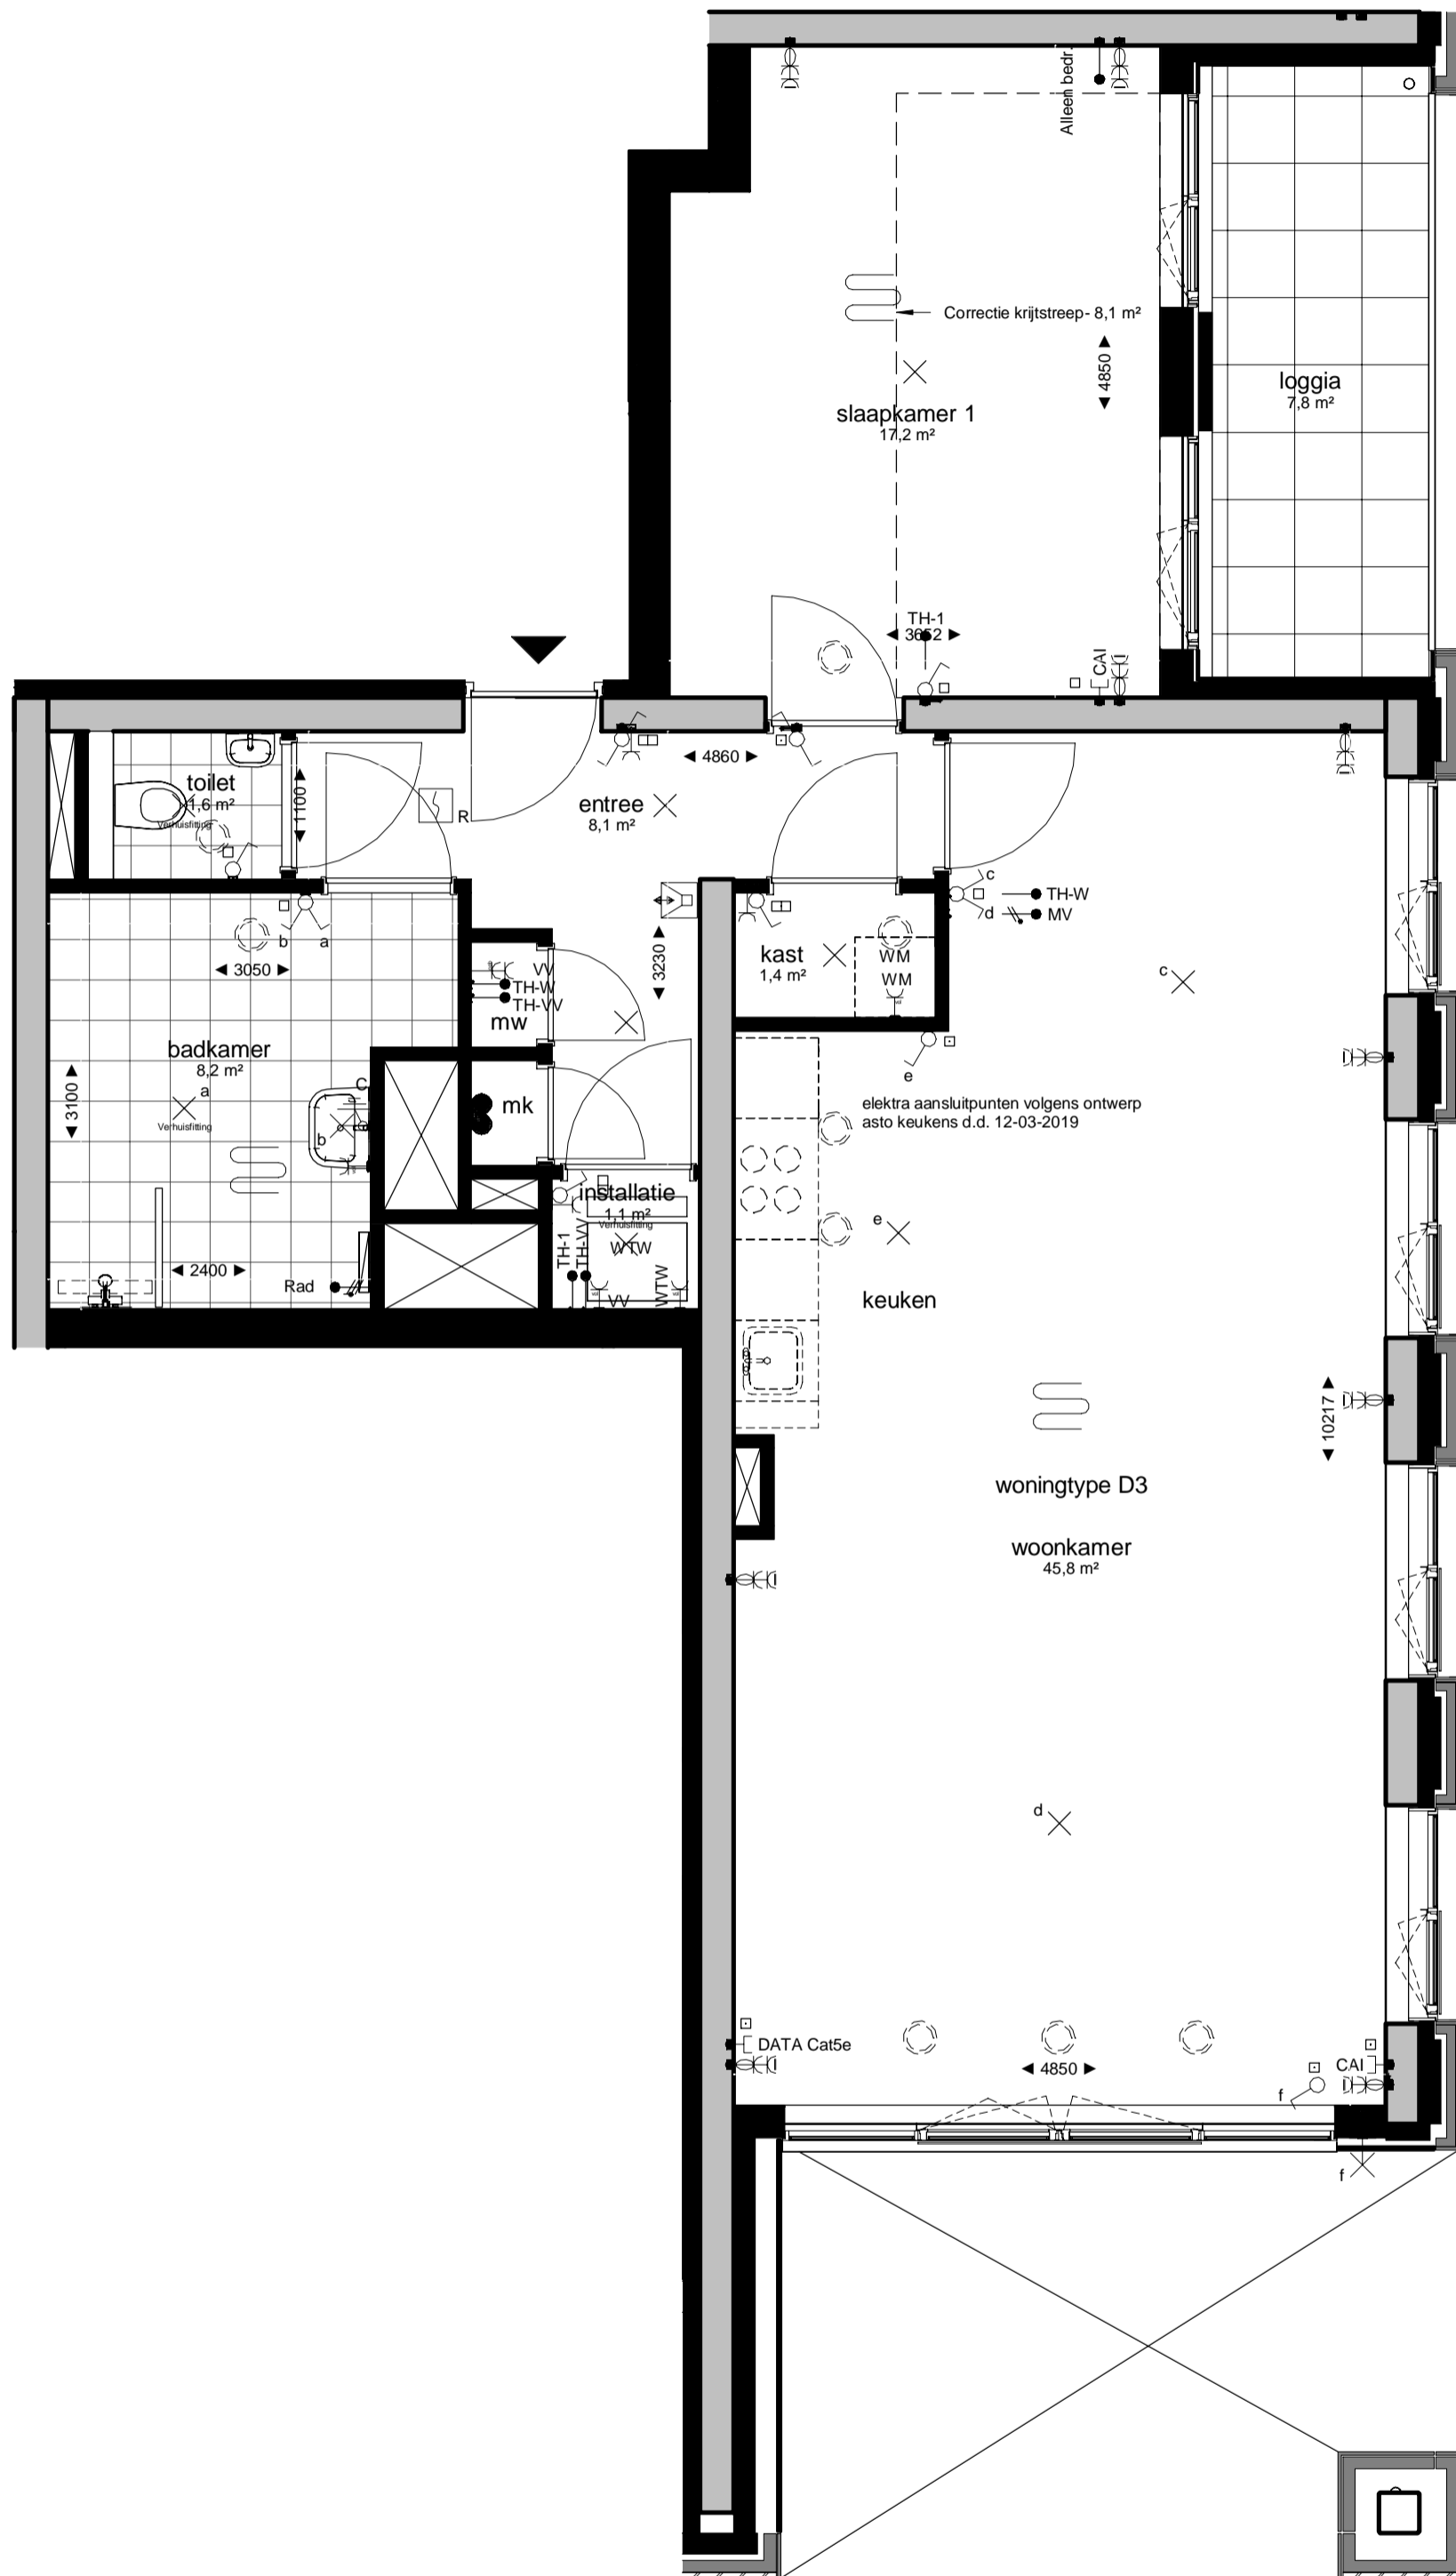 Alleen bedr.
Correctie krijtstreep- 8,1 m²
4850
loggia
7,8 m²
slaapkamer 1
17,2 m²
TH-1
3652
CAI
toilet
1,6 m²
Verhuisfitting
1100
R
entree
8,1 m²
4860
c
d
TH-W
MV
b
a
3050
3230
kast
1,4 m²
WM
WM
c
VV
TH-W
TH-VV
mw
badkamer
8,2 m²
a
Verhuisfitting
3100
C
b
mk
e
elektra aansluitpunten volgens ontwerp
asto keukens d.d. 12-03-2019
installatie
1,1 m²
Verhuisfitting
WTW
TH-1
TH-VV
VV
WTW
e
2400
Rad
keuken
10217
woningtype D3
woonkamer
45,8 m²
d
DATA Cat5e
4850
CAI
f
f